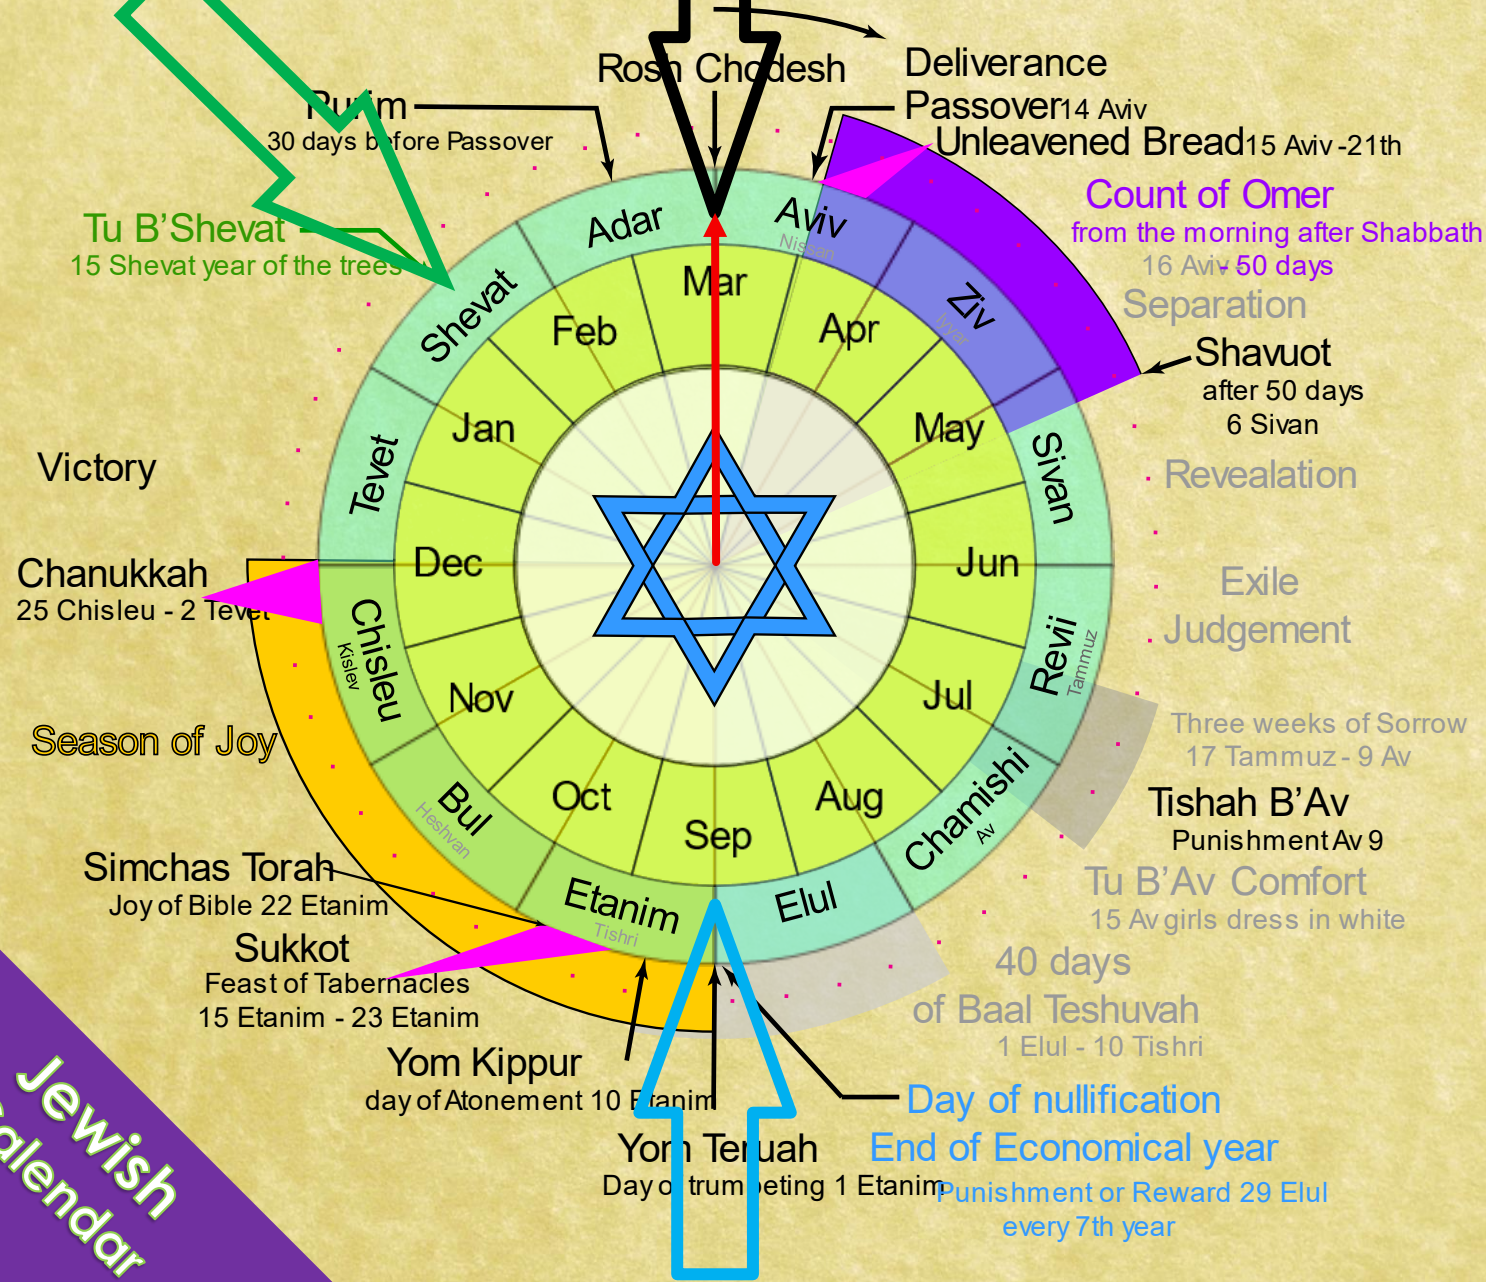 Rosh Chodesh
Purim
30 days before Passover
Deliverance
Passover 14 Aviv
Unleavened Bread 15 Aviv -21th
Count of Omer
from the morning after Shabbath
16 Aviv - 50 days
Separation
Shavuot
after 50 days
6 Sivan
Revealation
Exile
Judgement
Three weeks of Sorrow
17 Tammuz - 9 Av
Tishah B’Av
Punishment Av 9
Tu B’Av Comfort
15 Av girls dress in white
40 days
of Baal Teshuvah
1 Elul - 10 Tishri
Day of nullification
End of Economical year
Punishment or Reward 29 Elul
every 7th year
Yom Teruah
Day of trumpeting 1 Etanim
Yom Kippur
day of Atonement 10 Etanim
Sukkot
Feast of Tabernacles
15 Etanim - 23 Etanim
Simchas Torah
Joy of Bible 22 Etanim
Season of Joy
Chanukkah
25 Chisleu - 2 Tevet
Victory
Tu B’Shevat
15 Shevat year of the trees
Aviv
Nissan
Ziv
Iyyar
Sivan
Revii
Tammuz
Chamishi
Av
Elul
Etanim
Tishri
Bul
Heshvan
Chisleu
Kislev
Tevet
Shevat
Adar
Mar
Apr
May
Jun
Jul
Aug
Sep
Oct
Nov
Dec
Jan
Feb
Jewish
Calendar